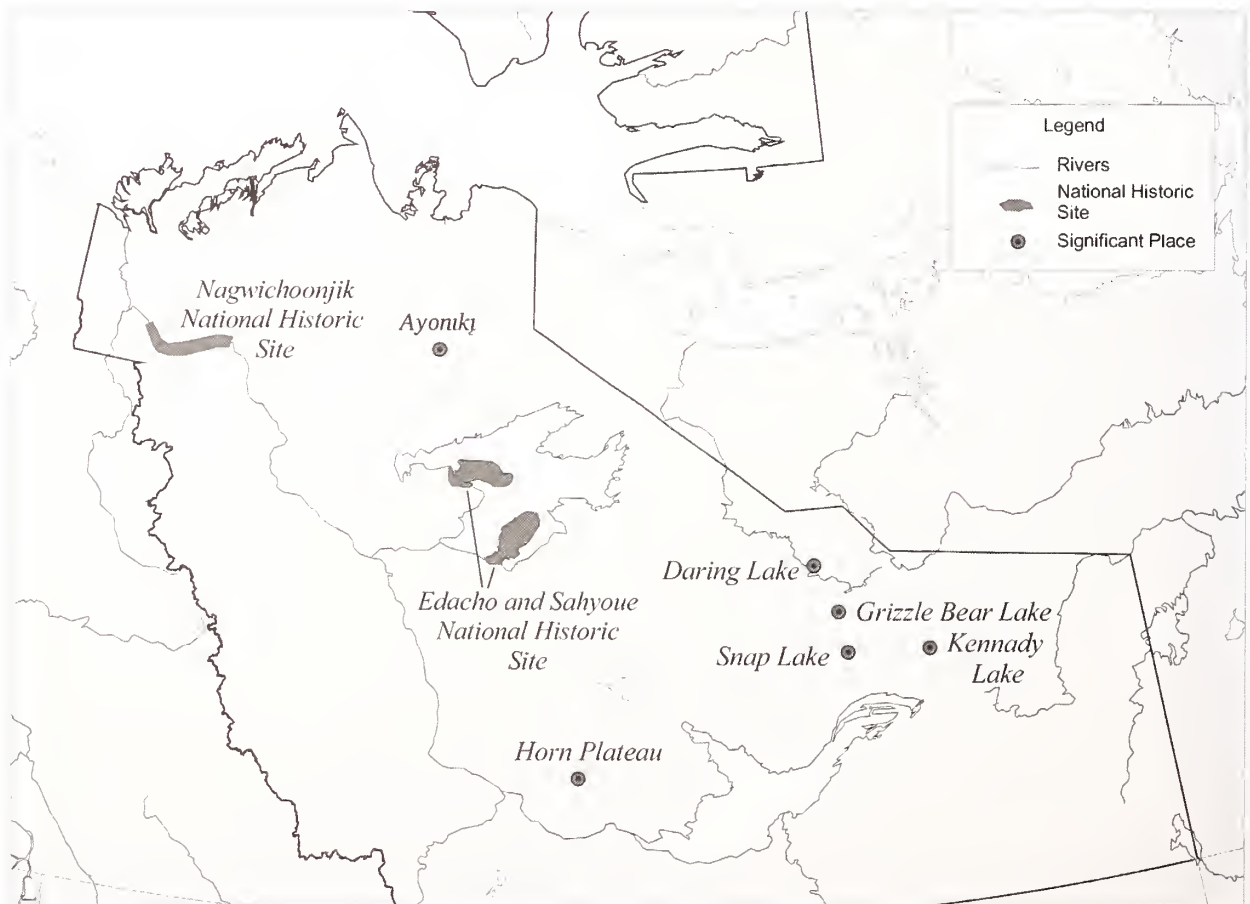 Legend
Rivers
National Historic
Site
Significant Place
Nagwichoonjik
National Historic
Site
Ayonıkı̨
Edacho and Sahyoue
National Historic
Site
Daring Lake
Grizzle Bear Lake
Snap Lake
Kennady
Lake
Horn Plateau